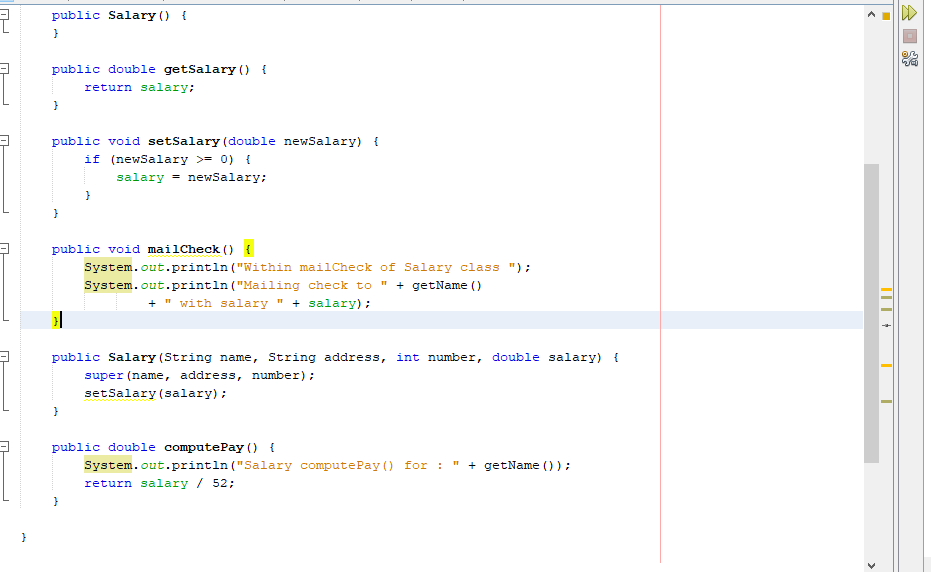 public Salary() {
}
public double getSalary() {
return salary;
}
public void setSalary(double newSalary) {
if (newSalary >= 0) {
salary = newSalary;
}
}
public void mailCheck() {
System.out.println("Within mailCheck of Salary class ");
System.out.println("Mailing check to " + getName()
+ " with salary " + salary);
}
public Salary(String name, String address, int number, double salary) {
super(name, address, number);
setSalary(salary);
}
public double computePay() {
System.out.println("Salary computePay() for : " + getName());
return salary / 52;
}
}